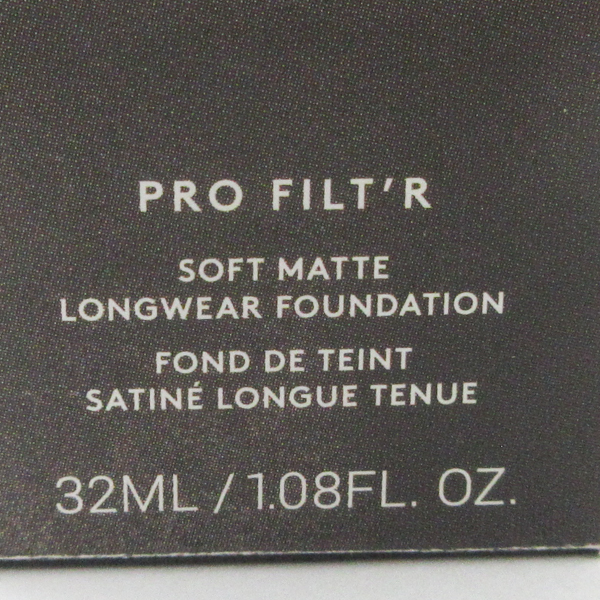 PRO FILT'R
SOFT MATTE
LONGWEAR FOUNDATION
FOND DE TEINT
SATINÉ LONGUE TENUE
32ML / 1.08FL. OZ.